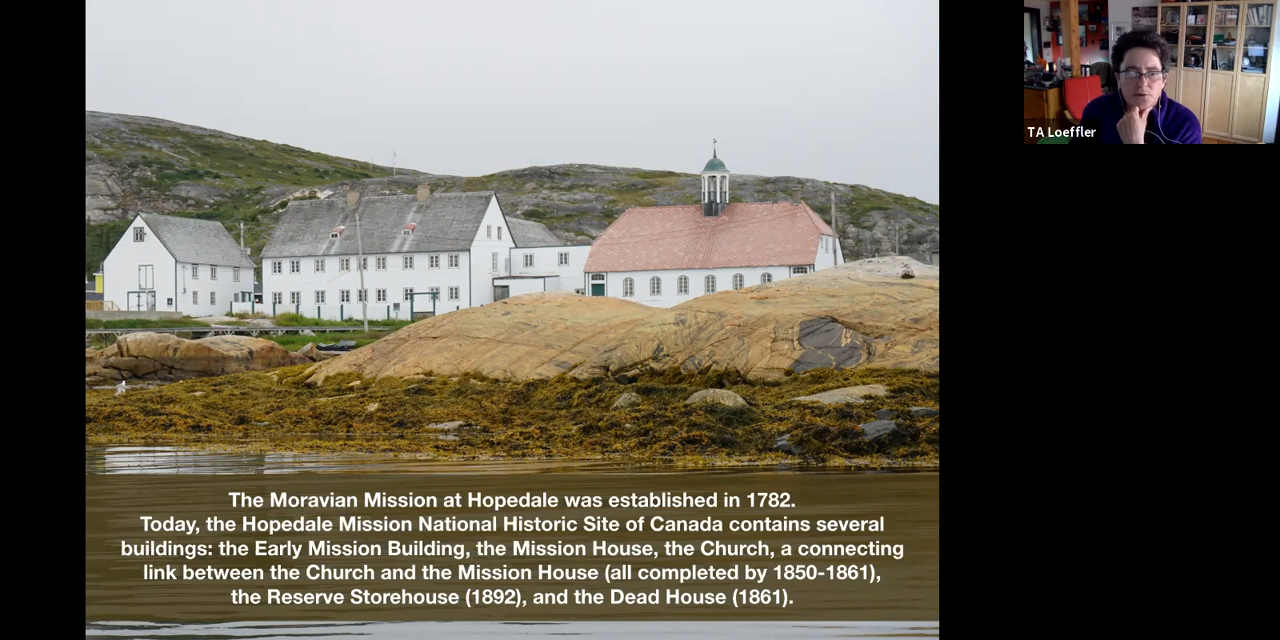 The Moravian Mission at Hopedale was established in 1782.
Today, the Hopedale Mission National Historic Site of Canada contains several
buildings: the Early Mission Building, the Mission House, the Church, a connecting
link between the Church and the Mission House (all completed by 1850-1861),
the Reserve Storehouse (1892), and the Dead House (1861).
TA Loeffler